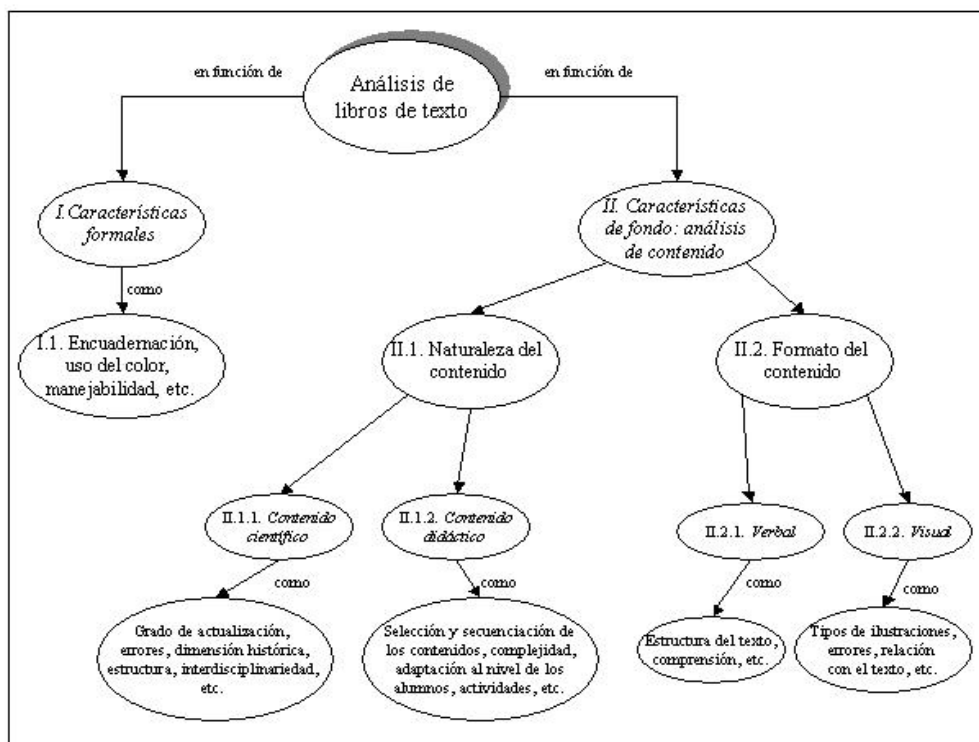 en función de
Análisis de
libros de texto
en función de
I.Características
formales
II. Características
de fondo: análisis
de contenido
como
I.1. Encuadernación,
uso del color,
manejabilidad, etc.
II.1. Naturaleza del
contenido
II.2. Formato del
contenido
II.1.1. Contenido
científico
II.1.2. Contenido
didáctico
II.2.1. Verbal
II.2.2. Visual
como
como
como
como
Grado de actualización,
errores, dimensión histórica,
estructura, interdisciplinariedad,
etc.
Selección y secuenciación de
los contenidos, complejidad,
adaptación al nivel de los
alumnos, actividades, etc.
Estructura del texto,
comprensión, etc.
Tipos de ilustraciones,
errores, relación
con el texto, etc.